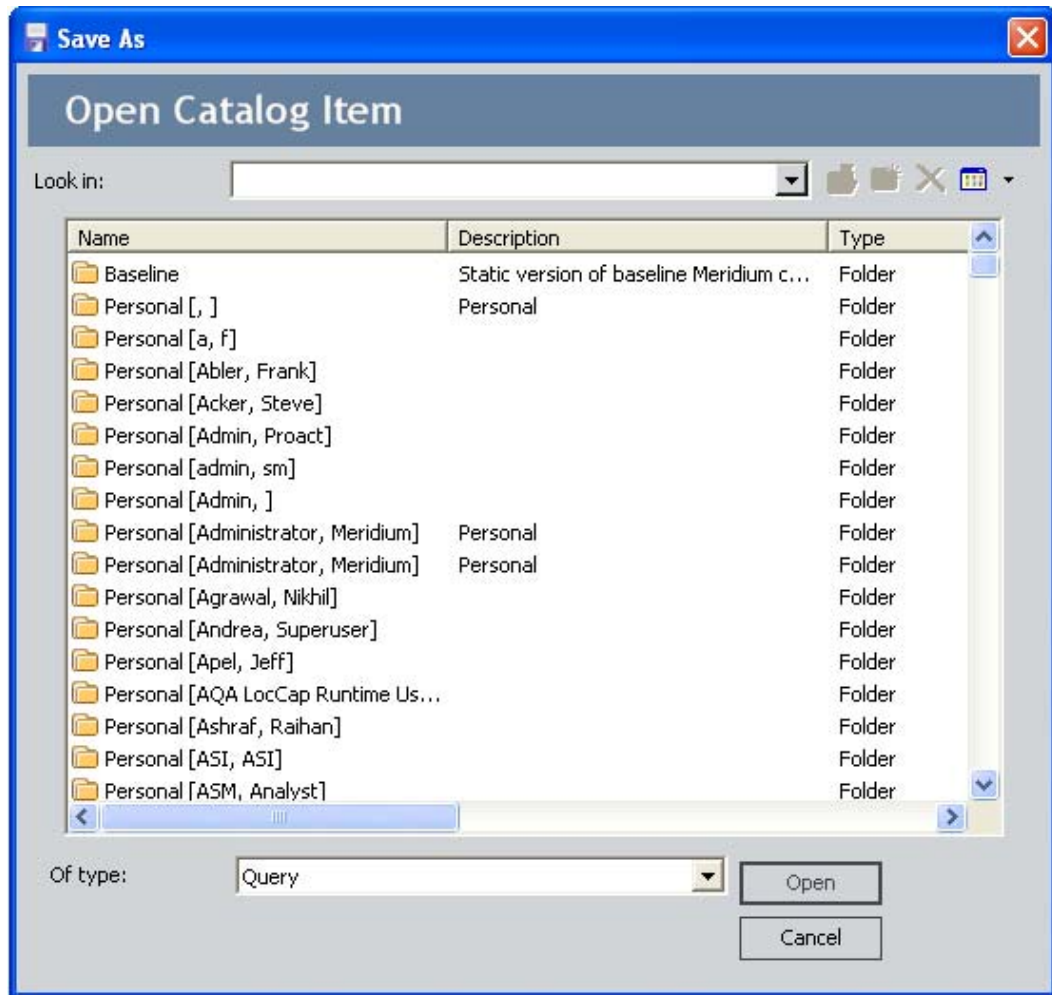 Save As
Open Catalog Item
Look in:
Name Description Type
Baseline Static version of baseline Meridium c... Folder
Personal [, ] Personal Folder
Personal [a, f] Folder
Personal [Abler, Frank] Folder
Personal [Acker, Steve] Folder
Personal [Admin, Proact] Folder
Personal [admin, sm] Folder
Personal [Admin, ] Folder
Personal [Administrator, Meridium] Personal Folder
Personal [Administrator, Meridium] Personal Folder
Personal [Agrawal, Nikhil] Folder
Personal [Andrea, Superuser] Folder
Personal [Apel, Jeff] Folder
Personal [AQA LocCap Runtime Us... Folder
Personal [Ashraf, Raihan] Folder
Personal [ASI, ASI] Folder
Personal [ASM, Analyst] Folder
Of type: Query Open
Cancel